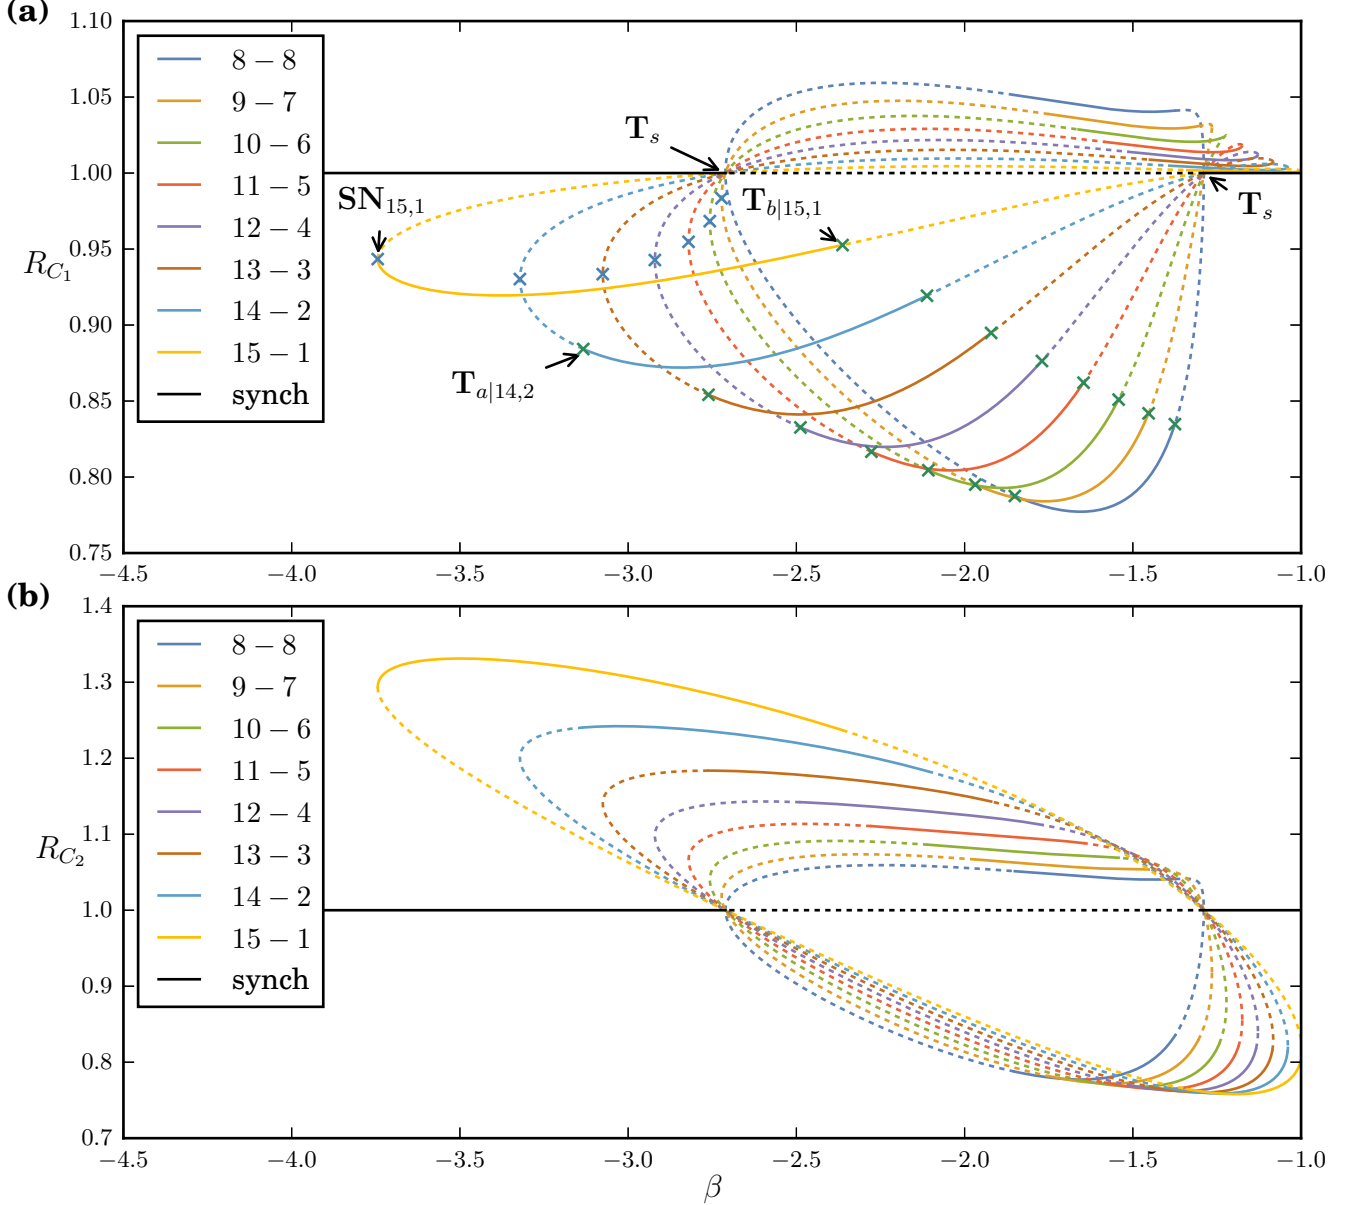 (a)
1.10
1.05
1.00
0.95
0.90
0.85
0.80
0.75
R_{C_1}
8 − 8
9 − 7
10 − 6
11 − 5
12 − 4
13 − 3
14 − 2
15 − 1
synch
T_s
SN_{15,1}
T_{b|15,1}
T_s
T_{a|14,2}
−4.5 −4.0 −3.5 −3.0 −2.5 −2.0 −1.5 −1.0
(b)
1.4
1.3
1.2
1.1
1.0
0.9
0.8
0.7
R_{C_2}
8 − 8
9 − 7
10 − 6
11 − 5
12 − 4
13 − 3
14 − 2
15 − 1
synch
−4.5 −4.0 −3.5 −3.0 −2.5 −2.0 −1.5 −1.0
β